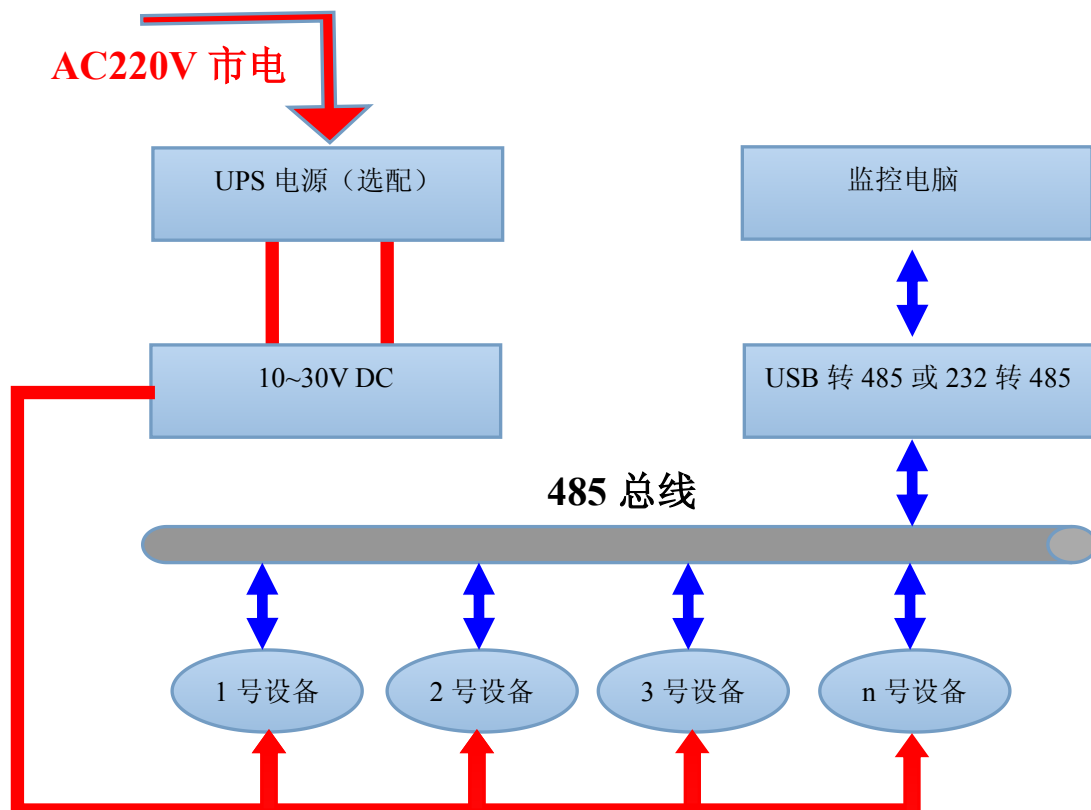 AC220V 市电
UPS 电源（选配）
监控电脑
10~30V DC
USB 转 485 或 232 转 485
485 总线
1 号设备
2 号设备
3 号设备
n 号设备